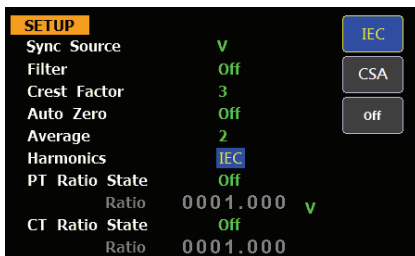 SETUP
Sync Source V
Filter Off
Crest Factor 3
Auto Zero Off
Average 2
Harmonics IEC
PT Ratio State Off
Ratio 0001.000 V
CT Ratio State Off
Ratio 0001.000
IEC
CSA
Off